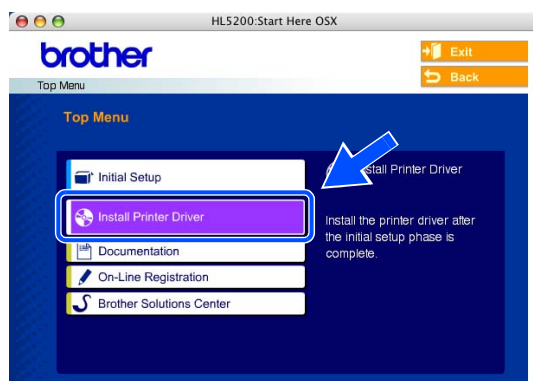 HL5200:Start Here OSX
brother
Exit
Back
Top Menu
Top Menu
Initial Setup
Install Printer Driver
Documentation
On-Line Registration
Brother Solutions Center
Printer Driver
Install the printer driver after
the initial setup phase is
complete.